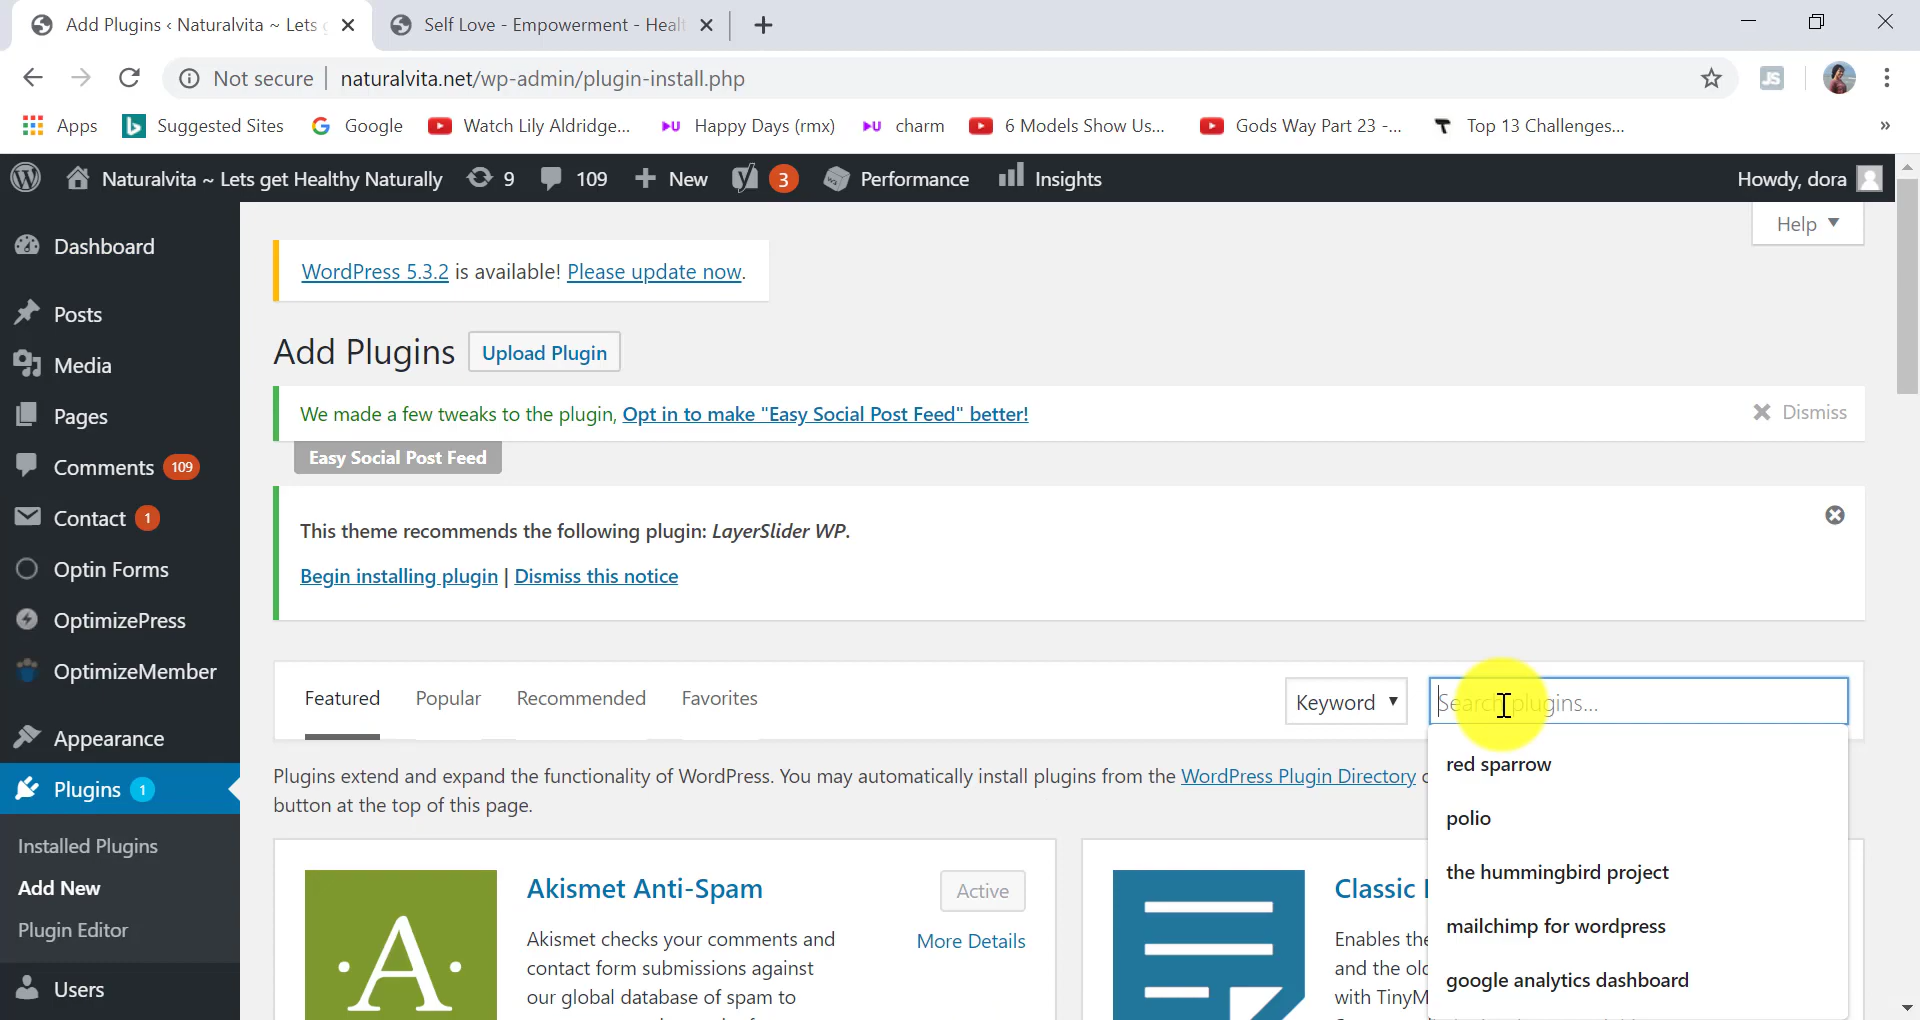 Add Plugins ‹ Naturalvita ~ Lets
Self Love - Empowerment - Heal
Not secure | naturalvita.net/wp-admin/plugin-install.php
JS
Apps Suggested Sites Google Watch Lily Aldridge... Happy Days (rmx) charm 6 Models Show Us... Gods Way Part 23 -... Top 13 Challenges... »
Naturalvita ~ Lets get Healthy Naturally 9 109 New 3 Performance Insights Howdy, dora
Help
Dashboard
Posts
Media
Pages
Comments 109
Contact 1
Optin Forms
OptimizePress
OptimizeMember
Appearance
Plugins 1
Installed Plugins
Add New
Plugin Editor
Users
WordPress 5.3.2 is available! Please update now.
Add Plugins Upload Plugin
We made a few tweaks to the plugin, Opt in to make "Easy Social Post Feed" better! Dismiss
Easy Social Post Feed
This theme recommends the following plugin: LayerSlider WP.
Begin installing plugin | Dismiss this notice
Featured Popular Recommended Favorites Keyword Search plugins...
red sparrow
polio
the hummingbird project
mailchimp for wordpress
google analytics dashboard
Plugins extend and expand the functionality of WordPress. You may automatically install plugins from the WordPress Plugin Directory
button at the top of this page.
A
Akismet Anti-Spam Active
Akismet checks your comments and More Details
contact form submissions against
our global database of spam to
Classic
Enables the
and the old
with TinyM